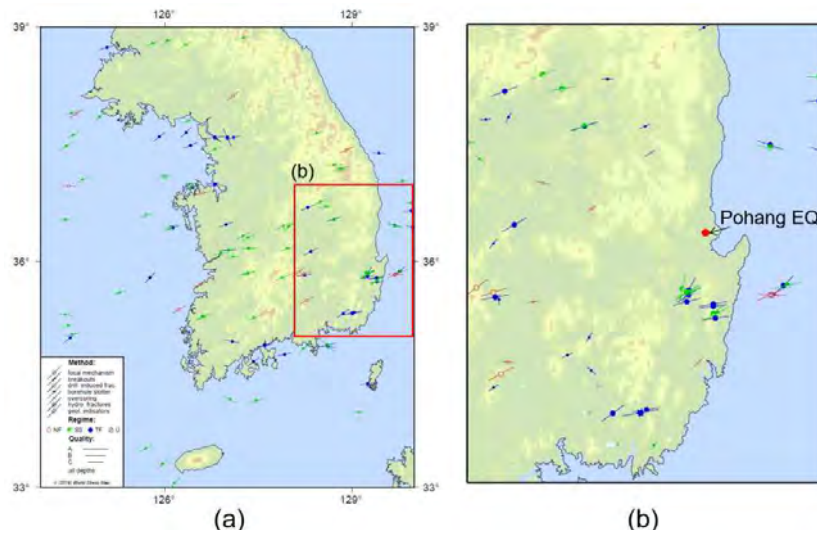 126° 129°
39° 39°
(b)
36° 36°
33° 33°
126° 129°
Method:
focal mechanism
breakouts
drill. induced frac.
borehole slotter
overcoring
hydro. fractures
geol. indicators
Regime:
NF SS TF U
Quality:
A
B
C
all depths
Pohang EQ
(a) (b)